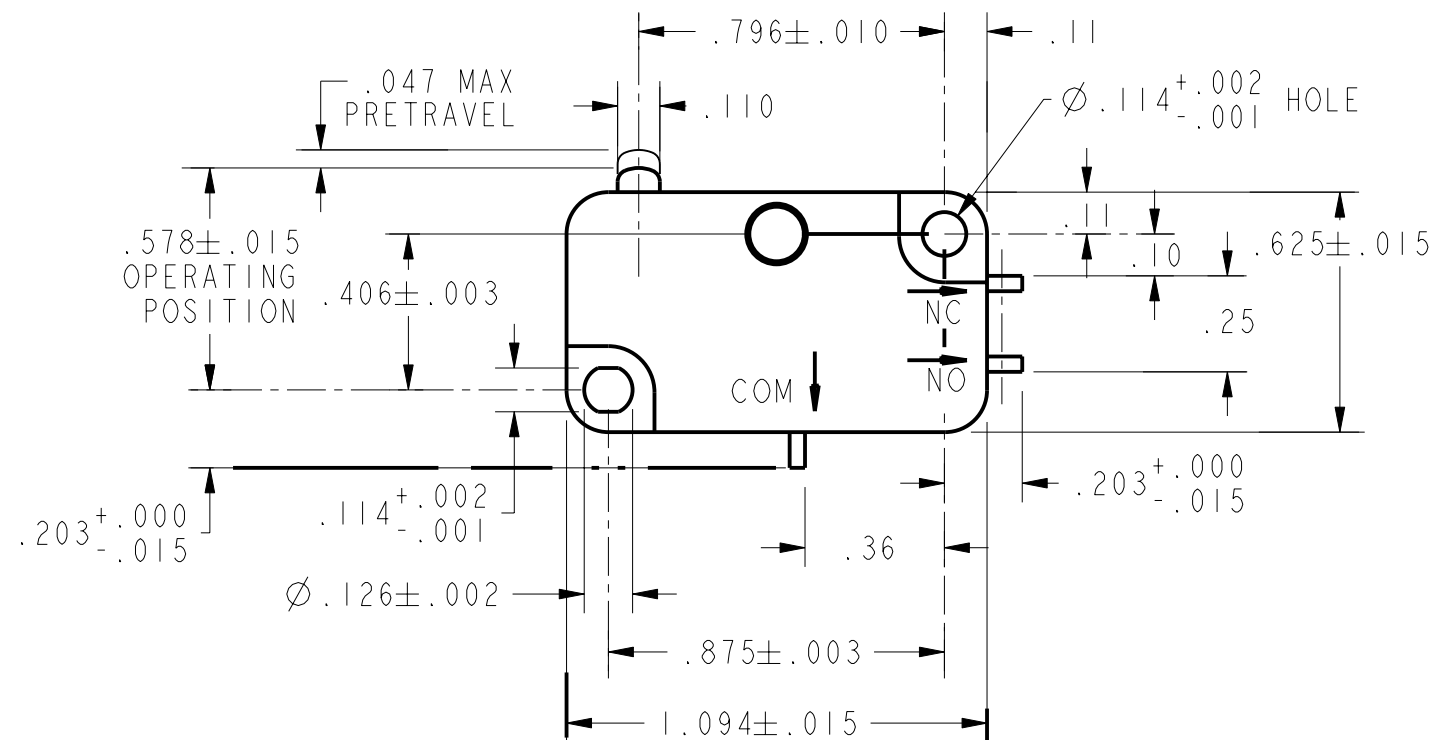 .796±.010
.11
.047 MAX
PRETRAVEL
.110
Ø.114 +.002 -.001 HOLE
.578±.015
OPERATING
POSITION
.406±.003
.11
.10
.625±.015
NC
.25
NO
COM
.203 +.000 -.015
.114 +.002 -.001
.203 +.000 -.015
.36
Ø.126±.002
.875±.003
1.094±.015